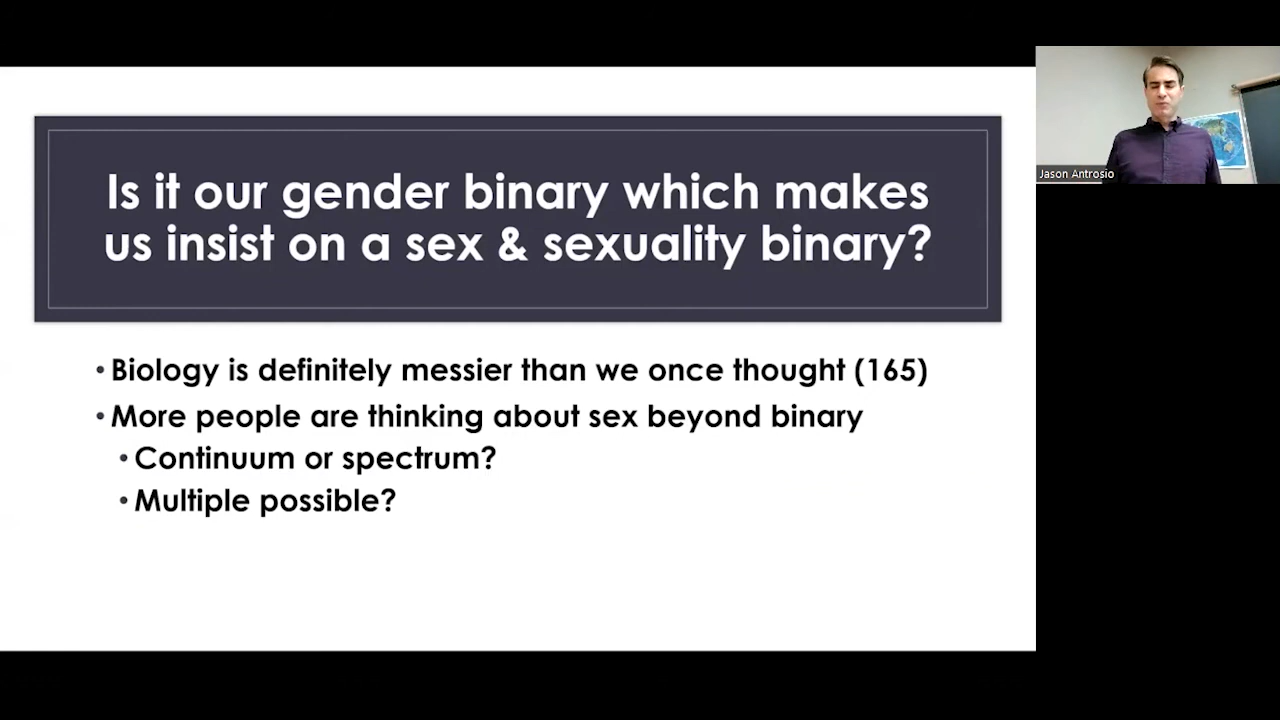 Is it our gender binary which makes
us insist on a sex & sexuality binary?
• Biology is definitely messier than we once thought (165)
• More people are thinking about sex beyond binary
• Continuum or spectrum?
• Multiple possible?
Jason Antrosio